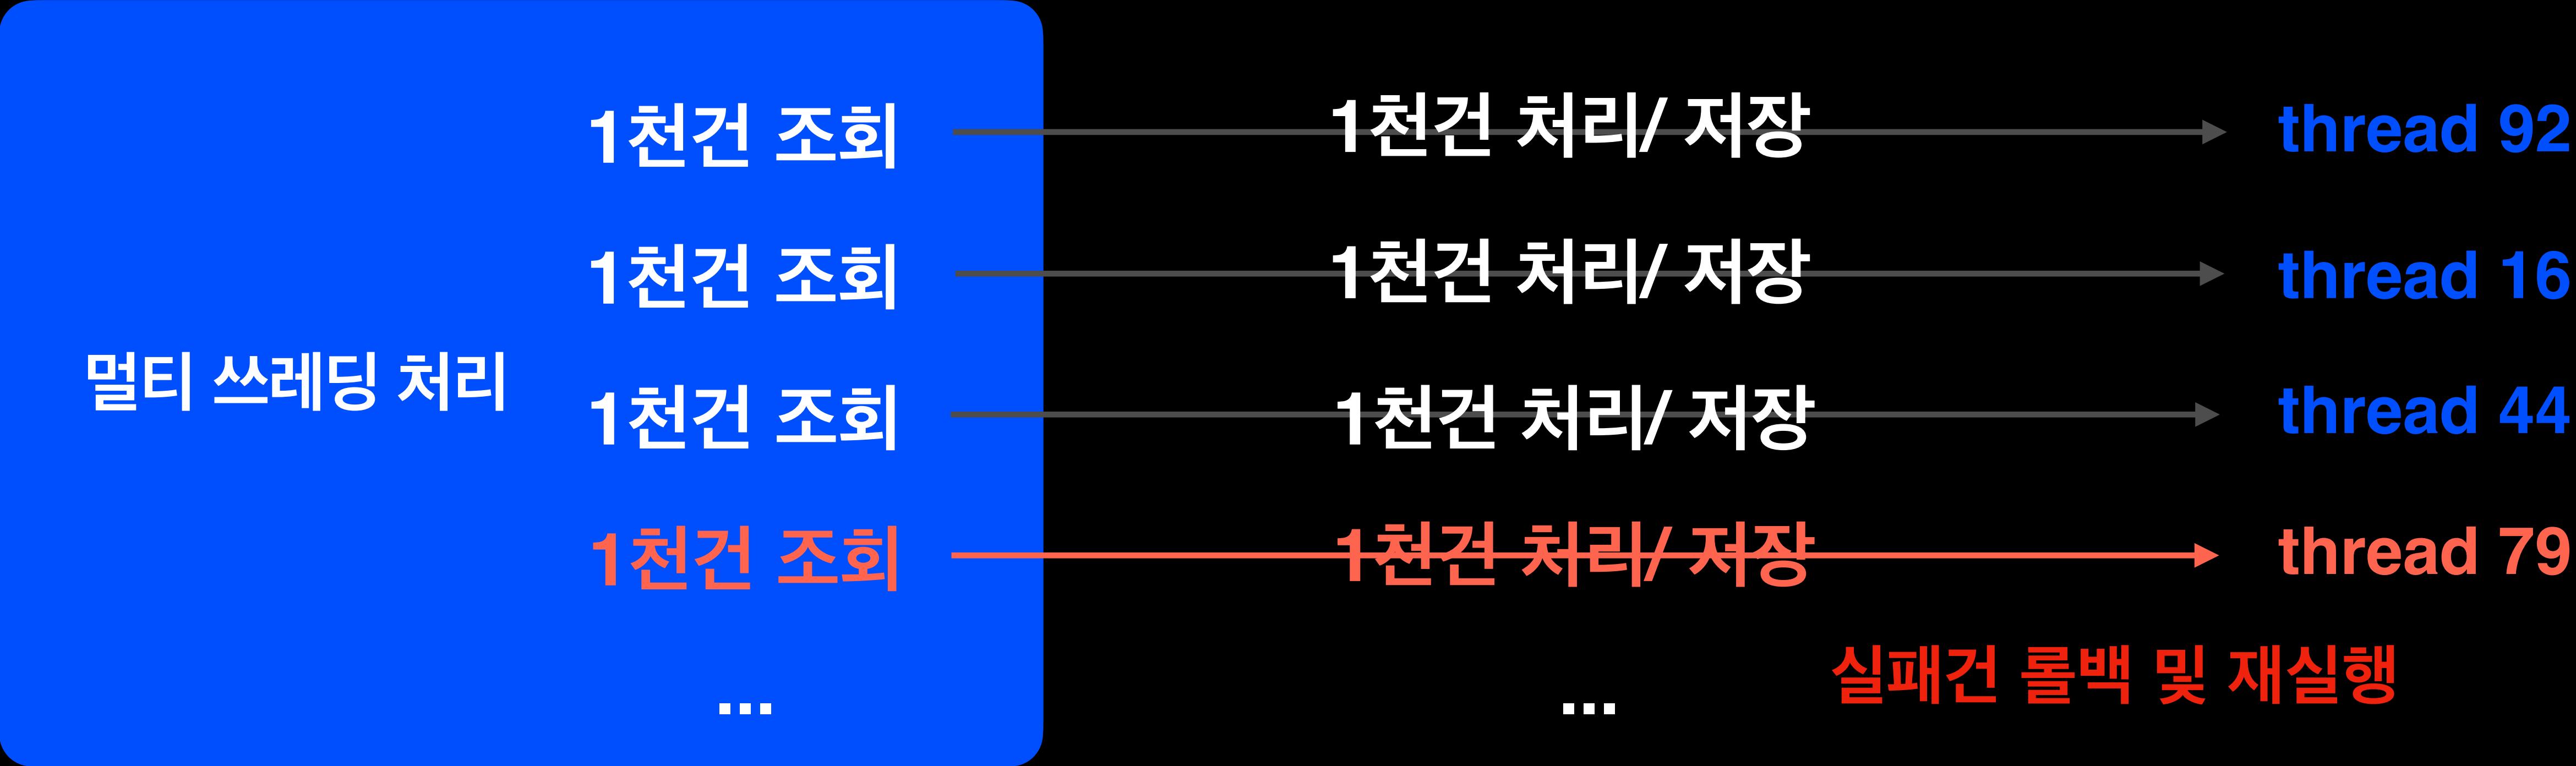 1천건 조회 1천건 처리/ 저장 thread 92
1천건 조회 1천건 처리/ 저장 thread 16
멀티 쓰레딩 처리
1천건 조회 1천건 처리/ 저장 thread 44
1천건 조회 1천건 처리/ 저장 thread 79
실패건 롤백 및 재실행
... ...